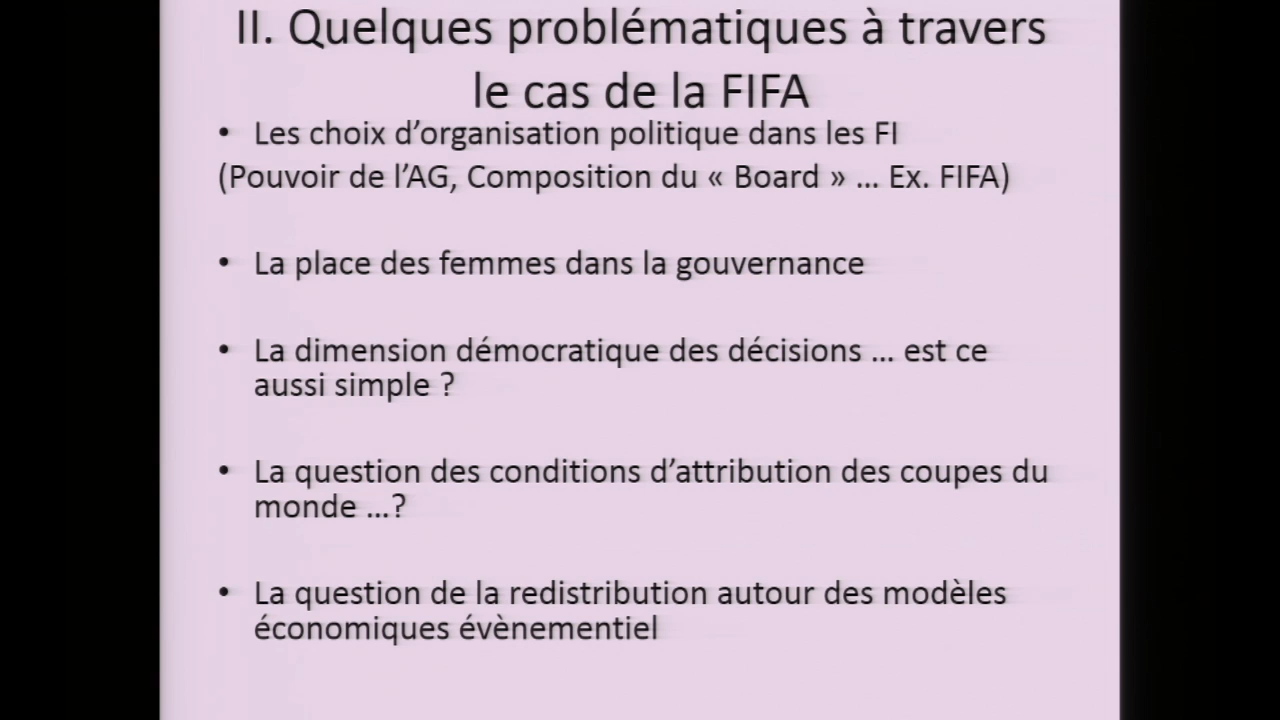 II. Quelques problématiques à travers
le cas de la FIFA
• Les choix d’organisation politique dans les FI
(Pouvoir de l’AG, Composition du « Board » … Ex. FIFA)
• La place des femmes dans la gouvernance
• La dimension démocratique des décisions … est ce
aussi simple ?
• La question des conditions d’attribution des coupes du
monde …?
• La question de la redistribution autour des modèles
économiques évènementiel